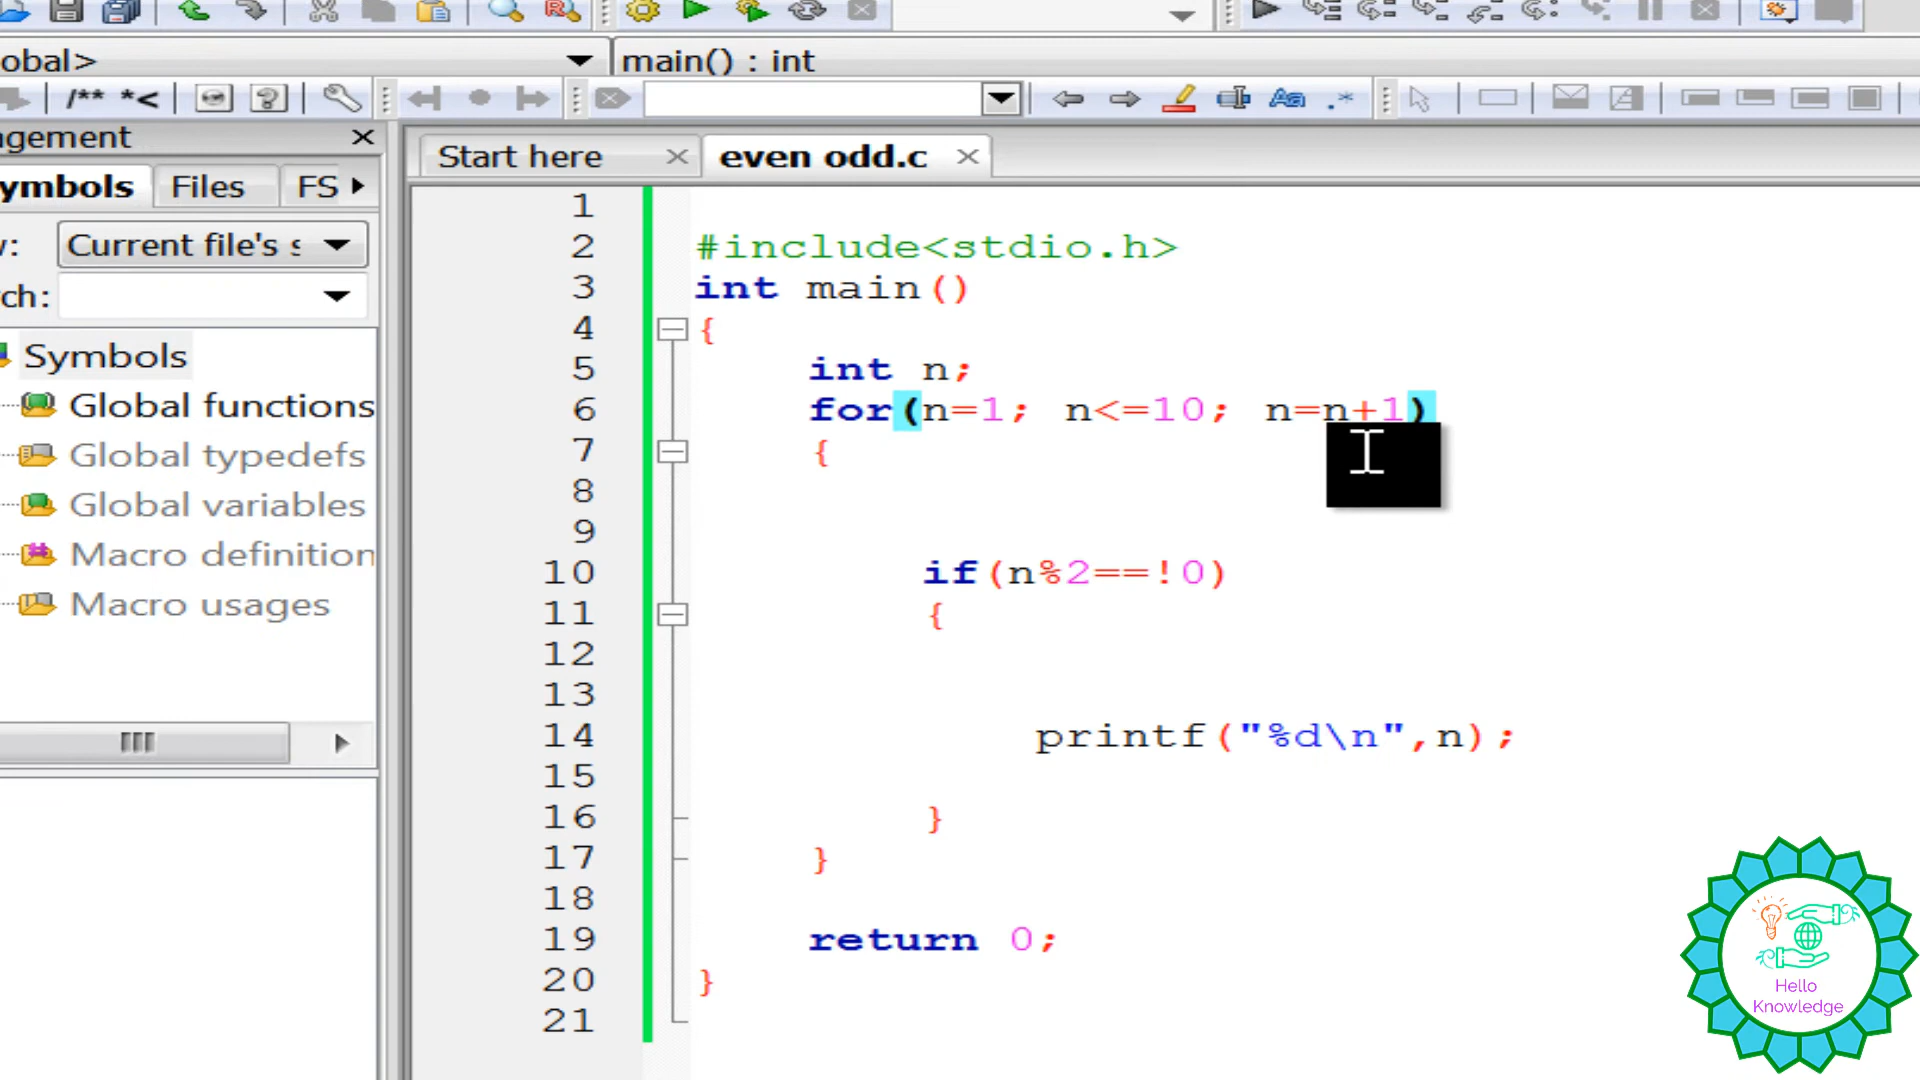 obal>
main() : int
/** *<
Aa .*
gement
ymbols Files FS
v: Current file's s
rch:
Symbols
Global functions
Global typedefs
Global variables
Macro definition
Macro usages
Start here
even odd.c
1
2 #include<stdio.h>
3 int main()
4 {
5 int n;
6 for(n=1; n<=10; n=n+1)
7 {
8
9
10 if(n%2==!0)
11 {
12
13
14 printf("%d\n",n);
15
16 }
17 }
18
19 return 0;
20 }
21
Hello
Knowledge